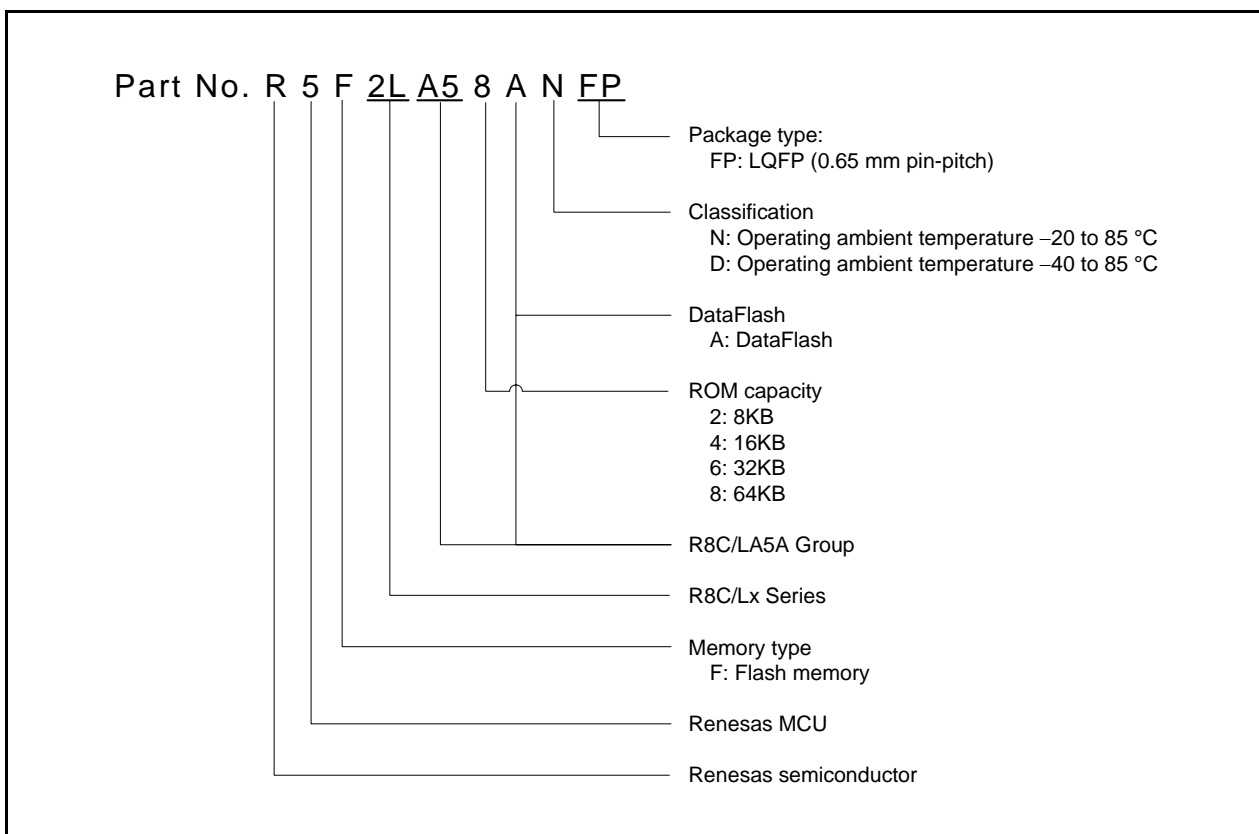 Part No. R 5 F 2L A5 8 A N FP
Package type:
FP: LQFP (0.65 mm pin-pitch)
Classification
N: Operating ambient temperature –20 to 85 °C
D: Operating ambient temperature –40 to 85 °C
DataFlash
A: DataFlash
ROM capacity
2: 8KB
4: 16KB
6: 32KB
8: 64KB
R8C/LA5A Group
R8C/Lx Series
Memory type
F: Flash memory
Renesas MCU
Renesas semiconductor